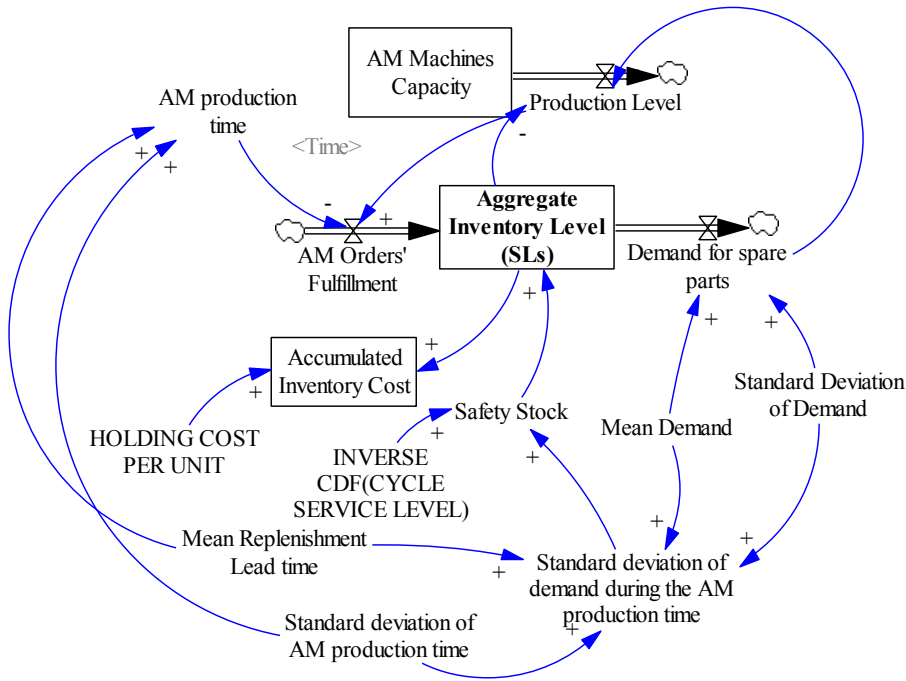 AM Machines
Capacity
Production Level
AM production
time
<Time>
-
+
+
-
+
Aggregate
Inventory Level
(SLs)
AM Orders'
Fulfillment
Demand for spare
parts
+
+
+
+
Accumulated
Inventory Cost
+
Standard Deviation
of Demand
Safety Stock
Mean Demand
HOLDING COST
PER UNIT
+
+
INVERSE
CDF(CYCLE
SERVICE LEVEL)
+
+
Mean Replenishment
Lead time
+
Standard deviation of
demand during the AM
production time
Standard deviation of
AM production time
+